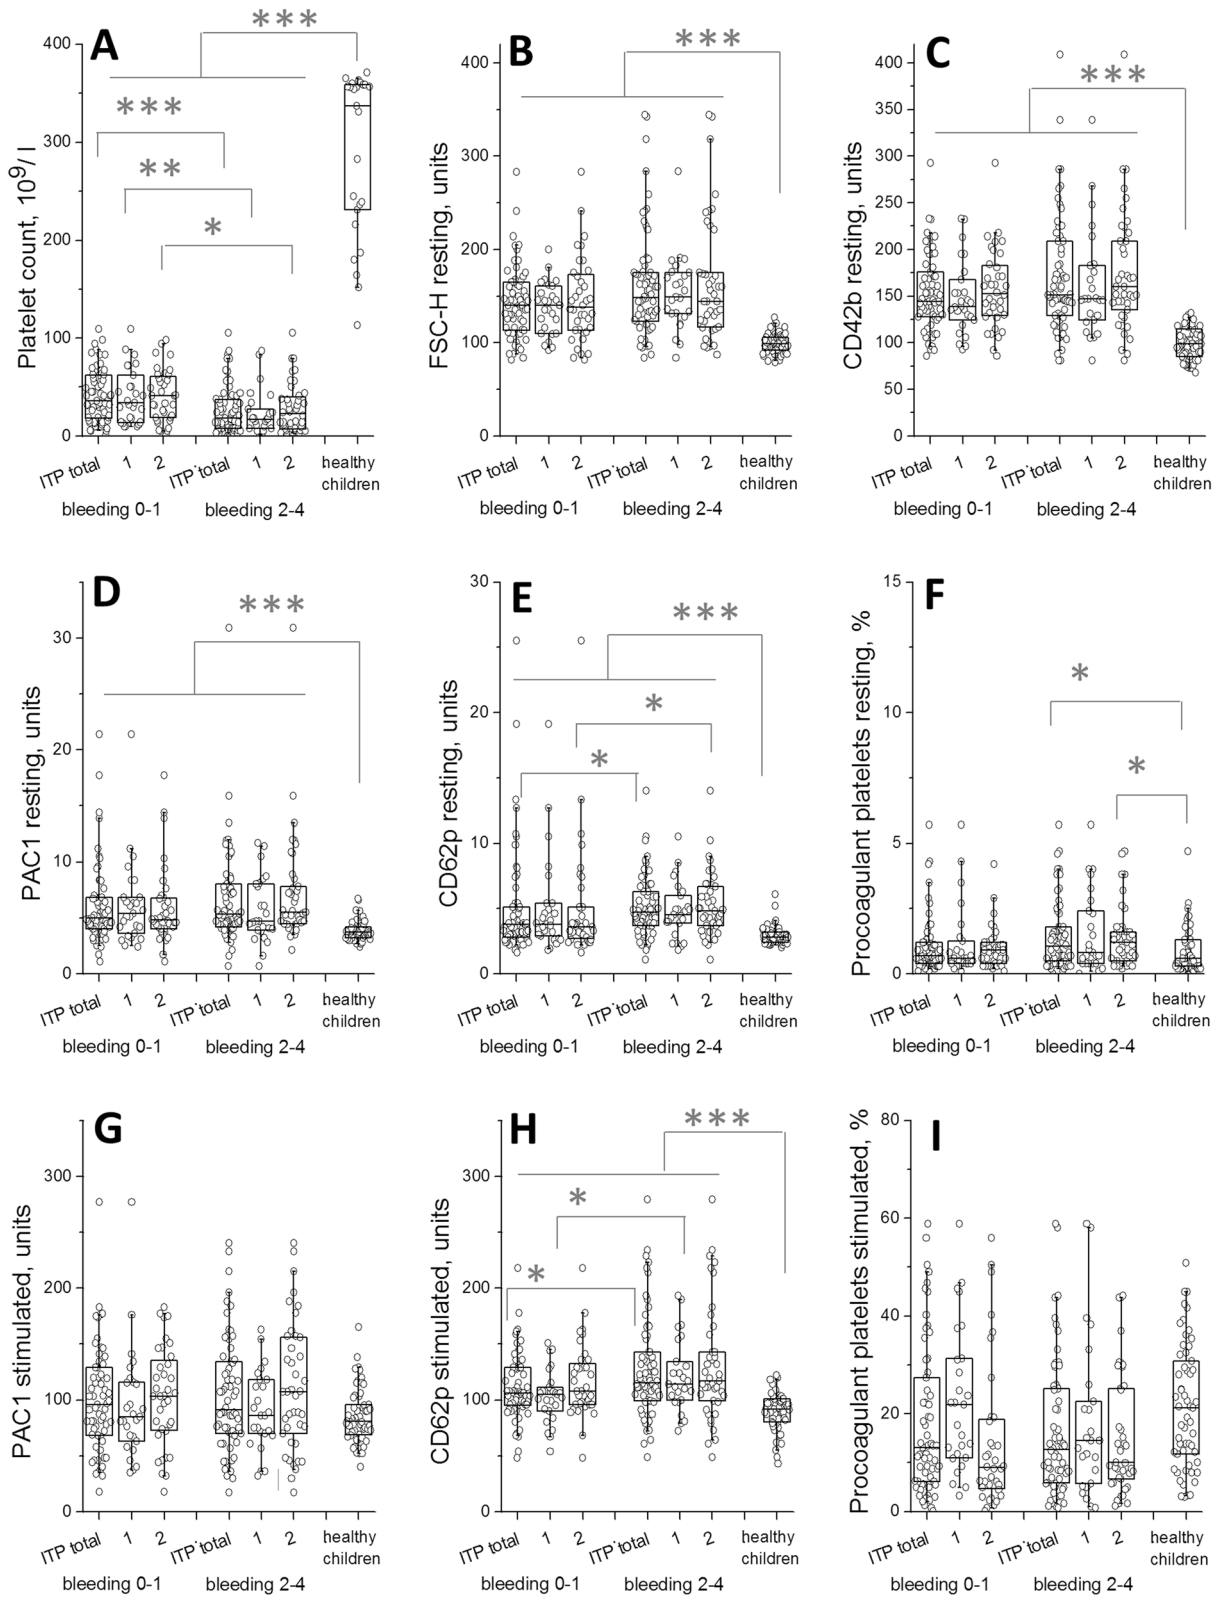 A
Platelet count, 10⁹/ l
400
300
200
100
0
***
***
**
*
ITP total 1 2 ITP total 1 2 healthy children
bleeding 0-1 bleeding 2-4
B
FSC-H resting, units
400
300
200
100
0
***
ITP total 1 2 ITP total 1 2 healthy children
bleeding 0-1 bleeding 2-4
C
CD42b resting, units
400
350
300
250
200
150
100
50
0
***
ITP total 1 2 ITP total 1 2 healthy children
bleeding 0-1 bleeding 2-4
D
PAC1 resting, units
30
20
10
0
***
ITP total 1 2 ITP total 1 2 healthy children
bleeding 0-1 bleeding 2-4
E
CD62p resting, units
30
20
10
0
***
*
*
ITP total 1 2 ITP total 1 2 healthy children
bleeding 0-1 bleeding 2-4
F
Procoagulant platelets resting, %
15
10
5
0
*
*
ITP total 1 2 ITP total 1 2 healthy children
bleeding 0-1 bleeding 2-4
G
PAC1 stimulated, units
300
200
100
0
ITP total 1 2 ITP total 1 2 healthy children
bleeding 0-1 bleeding 2-4
H
CD62p stimulated, units
300
200
100
0
***
*
*
ITP total 1 2 ITP total 1 2 healthy children
bleeding 0-1 bleeding 2-4
I
Procoagulant platelets stimulated, %
80
60
40
20
0
ITP total 1 2 ITP total 1 2 healthy children
bleeding 0-1 bleeding 2-4